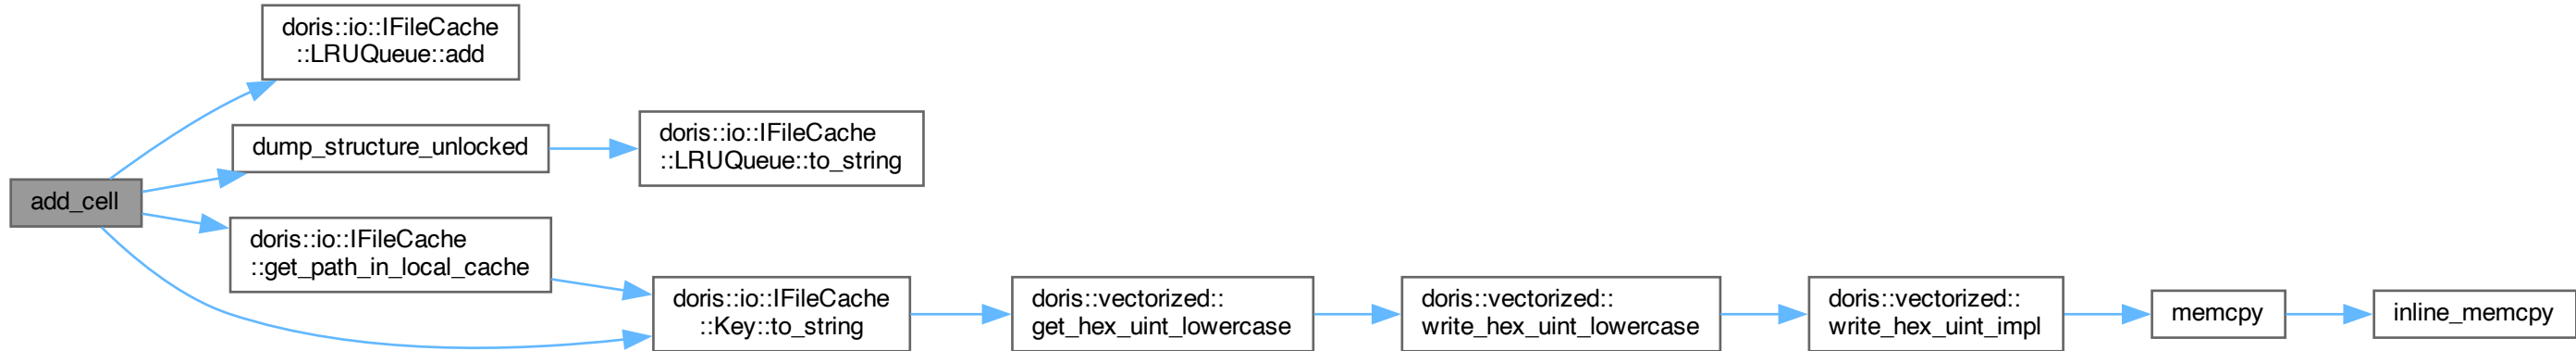 doris::io::IFileCache
::LRUQueue::add
dump_structure_unlocked
doris::io::IFileCache
::LRUQueue::to_string
add_cell
doris::io::IFileCache
::get_path_in_local_cache
doris::io::IFileCache
::Key::to_string
doris::vectorized::
get_hex_uint_lowercase
doris::vectorized::
write_hex_uint_lowercase
doris::vectorized::
write_hex_uint_impl
memcpy
inline_memcpy